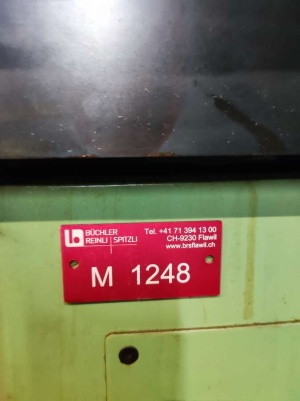 BÜCHLER
REINLI | SPITZLI
Tel. +41 71 394 13 00
CH-9230 Flawil
www.brsflawil.ch
M 1248